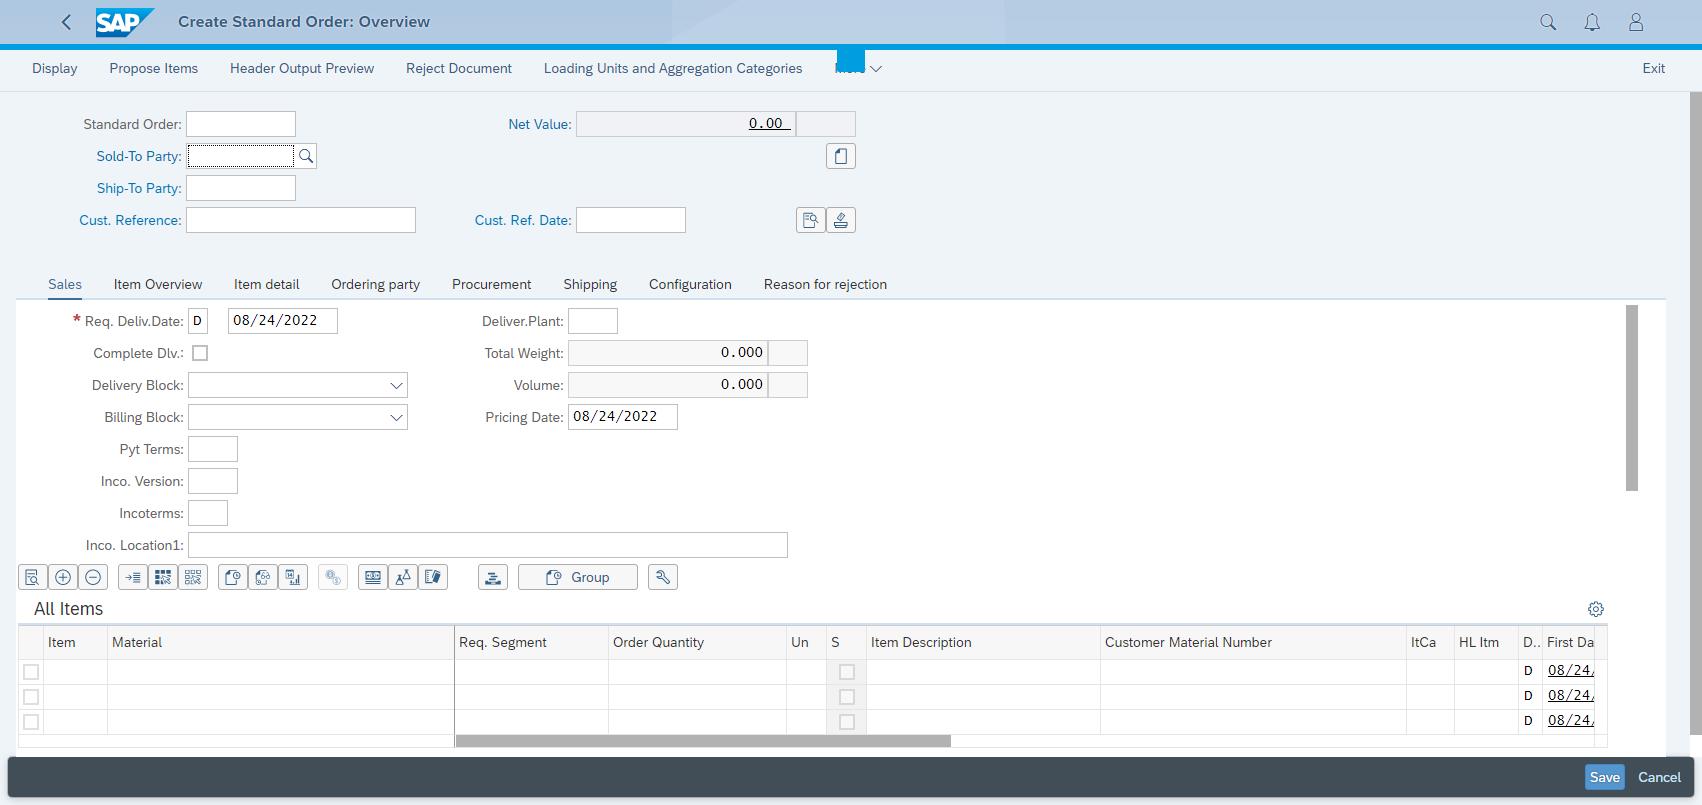 SAP Create Standard Order: Overview
Display Propose Items Header Output Preview Reject Document Loading Units and Aggregation Categories Exit
Standard Order: Net Value: 0.00
Sold-To Party:
Ship-To Party:
Cust. Reference: Cust. Ref. Date:
Sales Item Overview Item detail Ordering party Procurement Shipping Configuration Reason for rejection
* Req. Deliv.Date: D 08/24/2022 Deliver.Plant:
Complete Dlv.: Total Weight: 0.000
Delivery Block: Volume: 0.000
Billing Block: Pricing Date: 08/24/2022
Pyt Terms:
Inco. Version:
Incoterms:
Inco. Location1:
Group
All Items
Item Material Req. Segment Order Quantity Un S Item Description Customer Material Number ItCa HL Itm D.. First Da
D 08/24/
D 08/24/
D 08/24/
Save Cancel